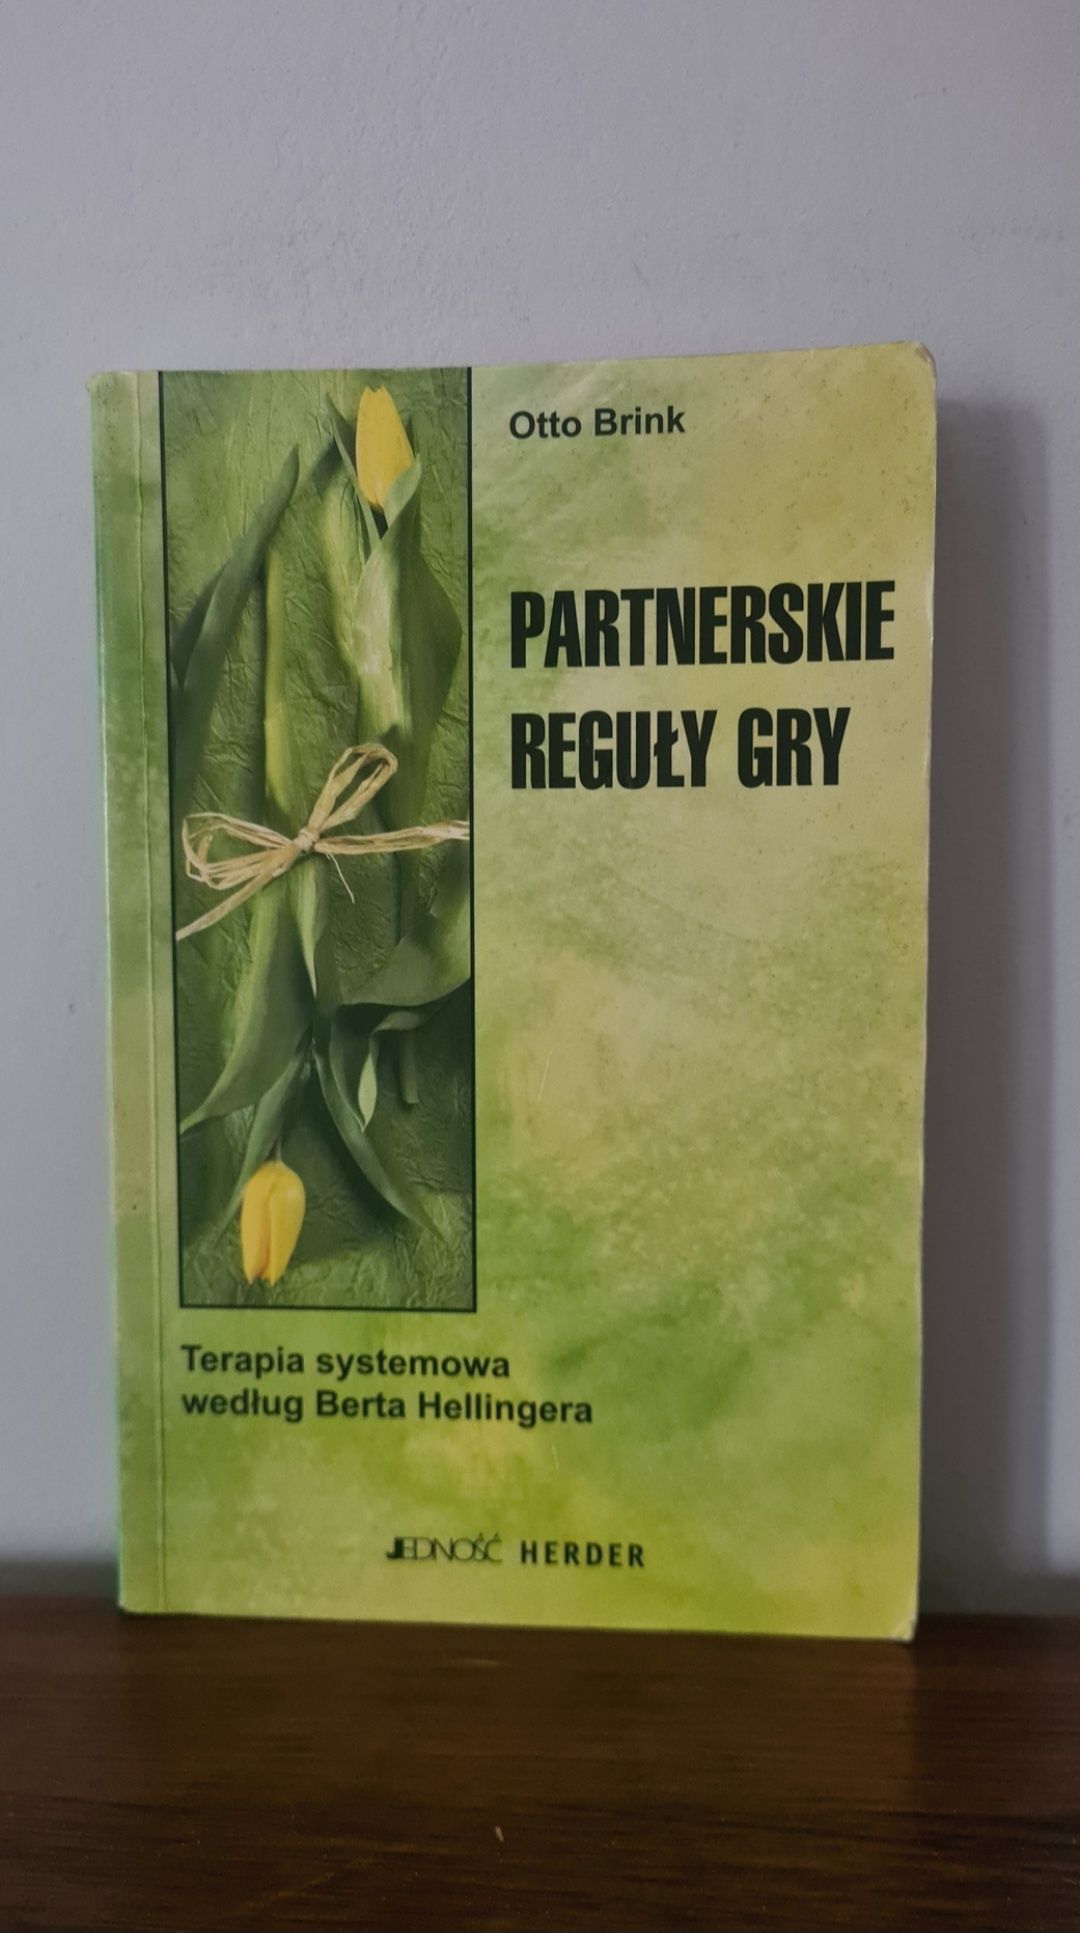 Otto Brink
PARTNERSKIE
REGUŁY GRY
Terapia systemowa
według Berta Hellingera
JEDNOŚĆ HERDER